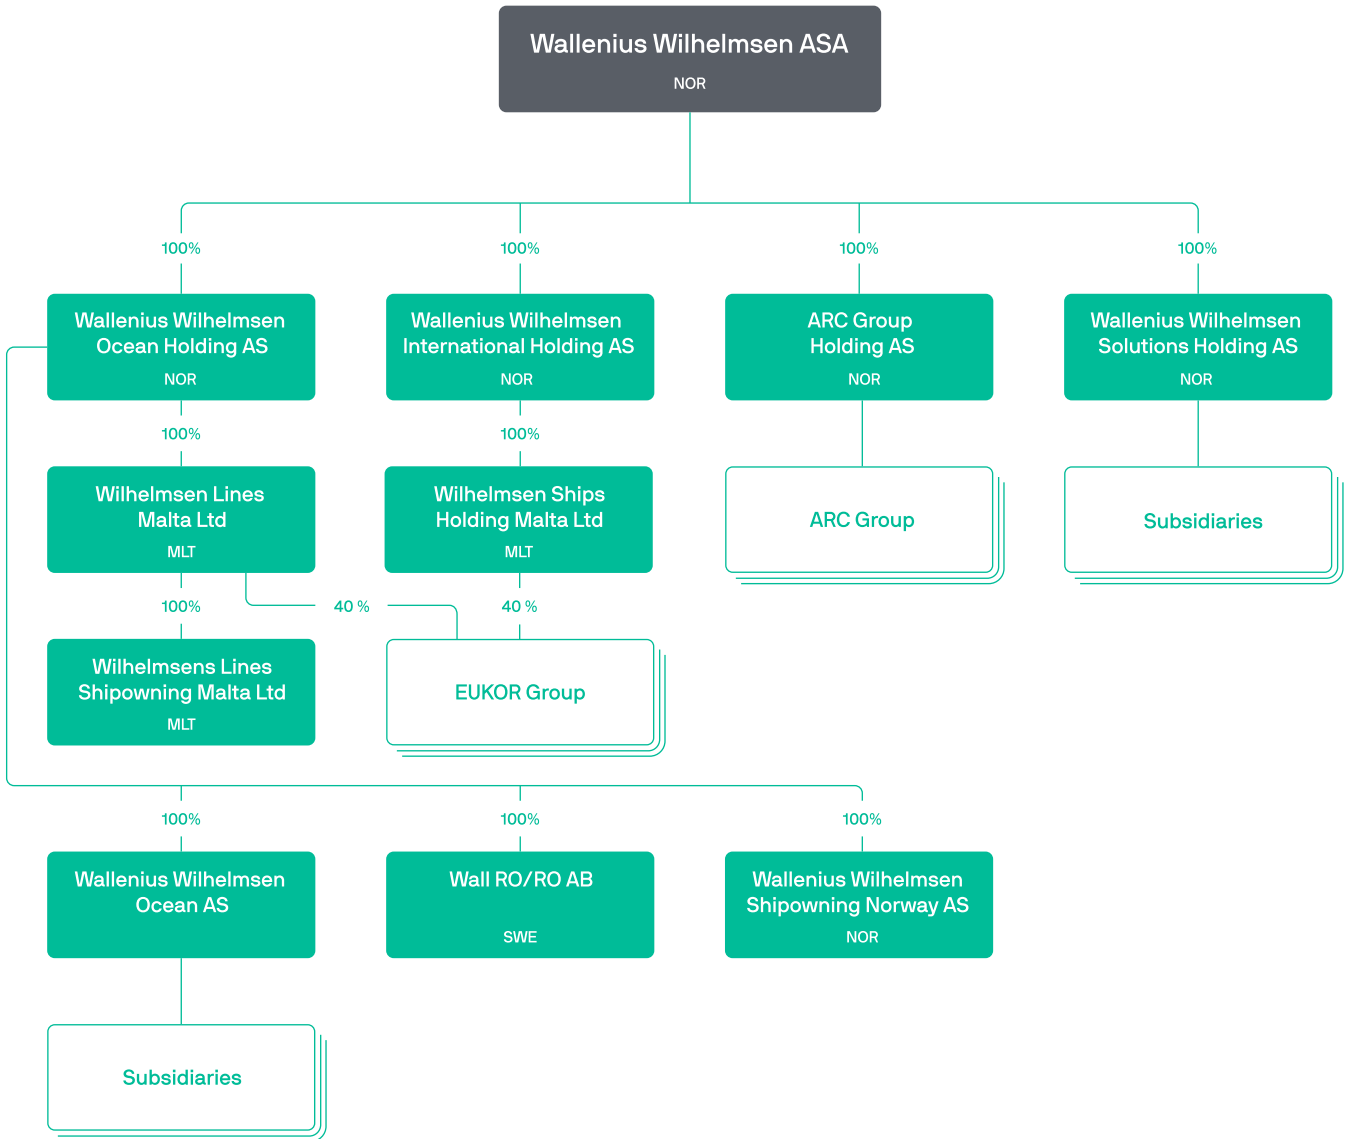 Wallenius Wilhelmsen ASA
NOR
100%
100%
100%
100%
Wallenius Wilhelmsen
Ocean Holding AS
NOR
Wallenius Wilhelmsen
International Holding AS
NOR
ARC Group
Holding AS
NOR
Wallenius Wilhelmsen
Solutions Holding AS
NOR
100%
100%
Wilhelmsen Lines
Malta Ltd
MLT
Wilhelmsen Ships
Holding Malta Ltd
MLT
ARC Group
Subsidiaries
100%
40 %
40 %
Wilhelmsens Lines
Shipowning Malta Ltd
MLT
EUKOR Group
100%
100%
100%
Wallenius Wilhelmsen
Ocean AS
Wall RO/RO AB
SWE
Wallenius Wilhelmsen
Shipowning Norway AS
NOR
Subsidiaries